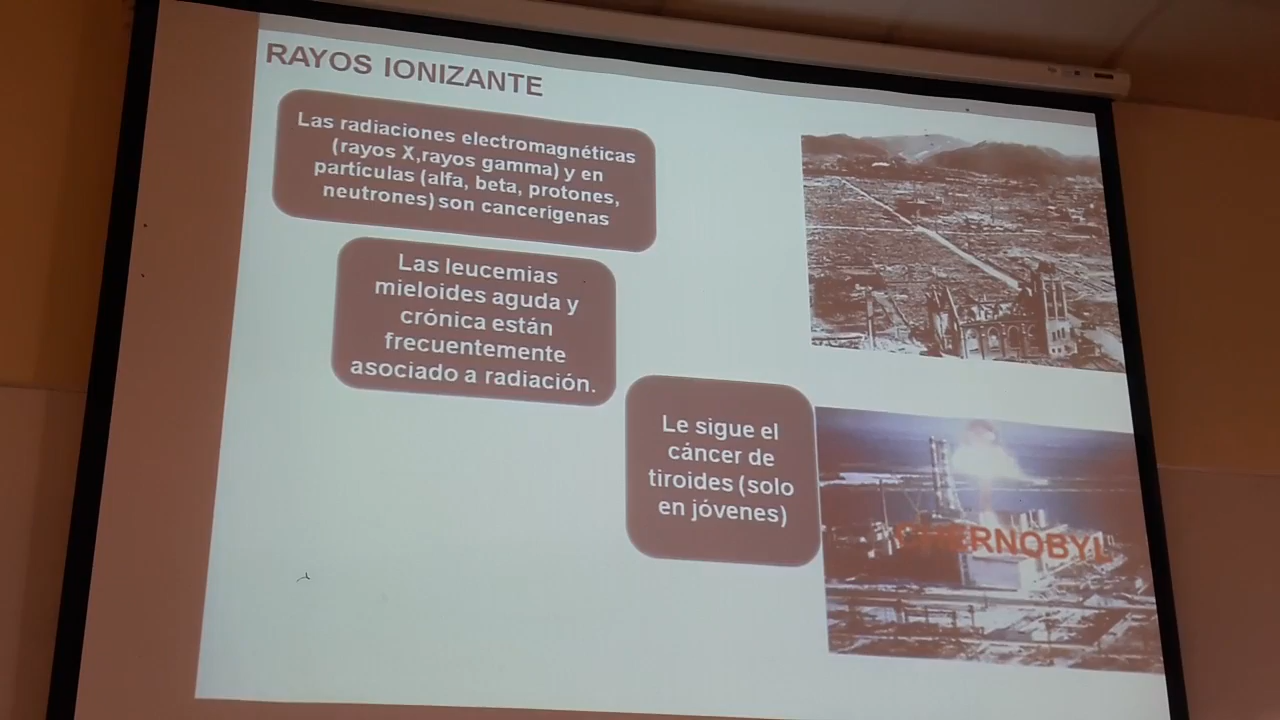 RAYOS IONIZANTE
Las radiaciones electromagnéticas
(rayos X,rayos gamma) y en
partículas (alfa, beta, protones,
neutrones) son cancerígenas
Las leucemias
mieloides aguda y
crónica están
frecuentemente
asociado a radiación.
Le sigue el
cáncer de
tiroides (solo
en jóvenes)
CHERNOBYL